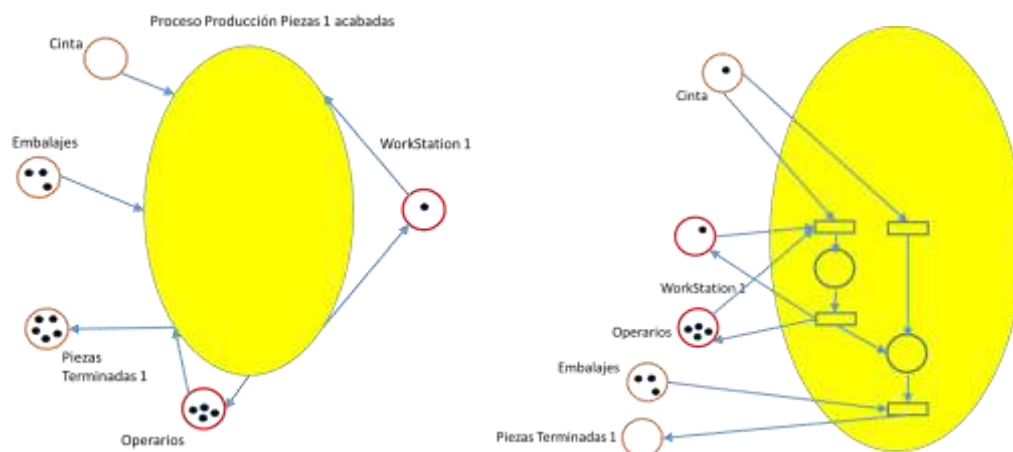 Proceso Producción Piezas 1 acabadas
Cinta
Embalajes
WorkStation 1
Piezas
Terminadas 1
Operarios
Cinta
WorkStation 1
Operarios
Embalajes
Piezas Terminadas 1